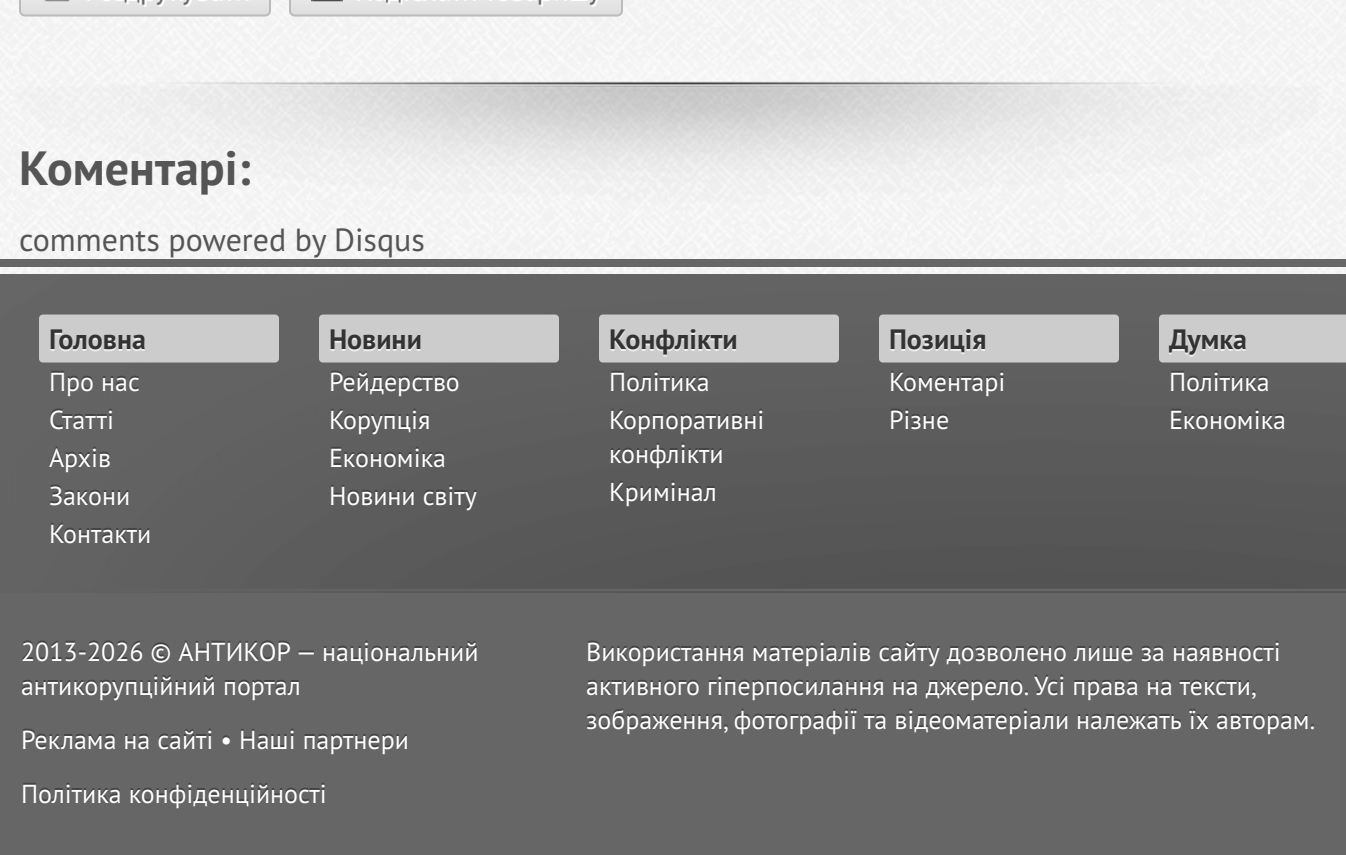 Коментарі:
comments powered by Disqus
Головна
Про нас
Статті
Архів
Закони
Контакти
Новини
Рейдерство
Корупція
Економіка
Новини світу
Конфлікти
Політика
Корпоративні
конфлікти
Кримінал
Позиція
Коментарі
Різне
Думка
Політика
Економіка
2013-2026 © АНТИКОР — національний
антикорупційний портал
Реклама на сайті • Наші партнери
Політика конфіденційності
Використання матеріалів сайту дозволено лише за наявності
активного гіперпосилання на джерело. Усі права на тексти,
зображення, фотографії та відеоматеріали належать їх авторам.